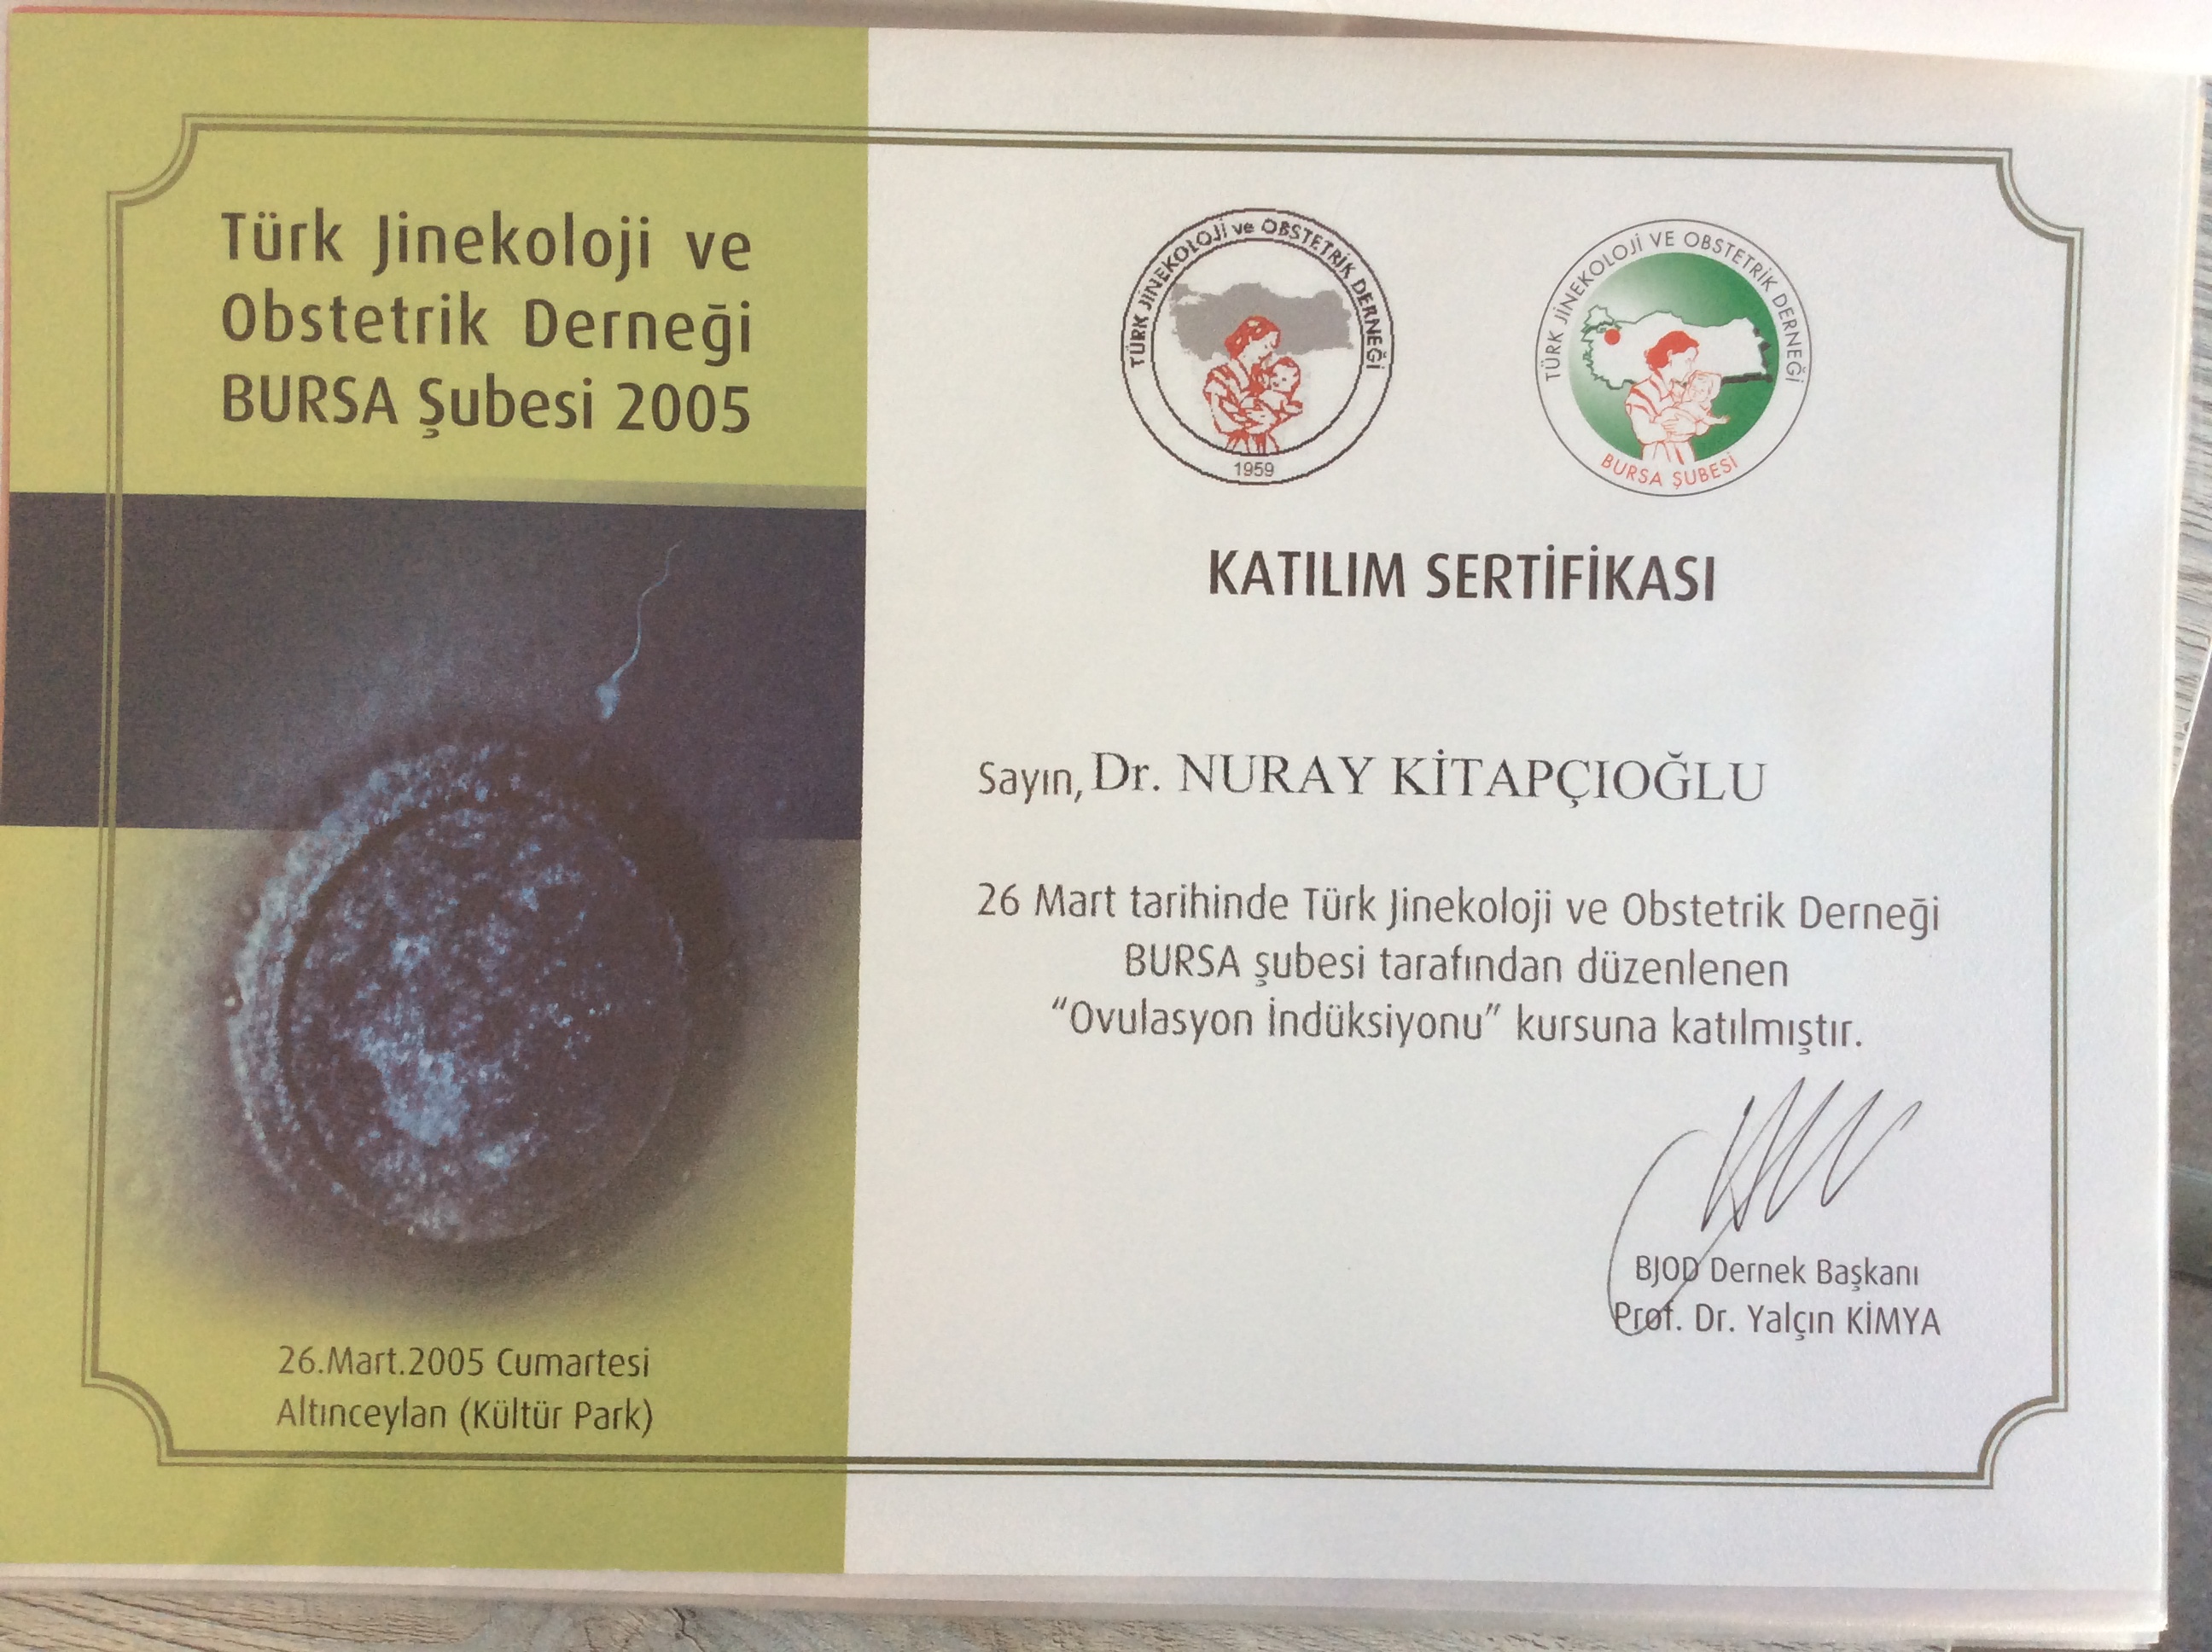 Türk Jinekoloji ve
Obstetrik Derneği
BURSA Şubesi 2005
26.Mart.2005 Cumartesi
Altınceylan (Kültür Park)
TÜRK JİNEKOLOJİ ve OBSTETRİK DERNEĞİ
1959
TÜRK JİNEKOLOJİ VE OBSTETRİK DERNEĞİ
BURSA ŞUBESİ
KATILIM SERTİFİKASI
Sayın, Dr. NURAY KİTAPÇIOĞLU
26 Mart tarihinde Türk Jinekoloji ve Obstetrik Derneği
BURSA şubesi tarafından düzenlenen
“Ovulasyon İndüksiyonu” kursuna katılmıştır.
BJOD Dernek Başkanı
Prof. Dr. Yalçın KİMYA